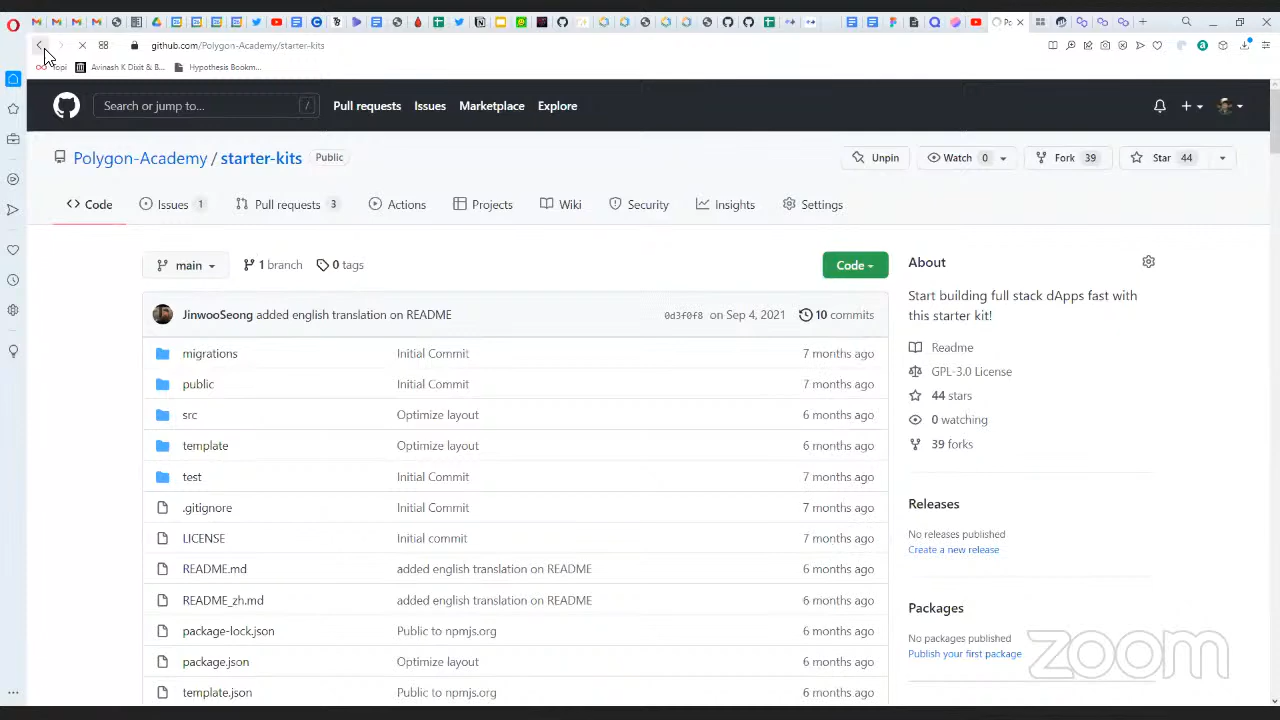 github.com/Polygon-Academy/starter-kits
Topi
Avinash K Dixit & B...
Hypothesis Bookm...
Search or jump to...
/
Pull requests
Issues
Marketplace
Explore
Polygon-Academy / starter-kits
Public
Unpin
Watch 0
Fork 39
Star 44
Code
Issues 1
Pull requests 3
Actions
Projects
Wiki
Security
Insights
Settings
main
1 branch
0 tags
Code
About
Start building full stack dApps fast with
this starter kit!
JinwooSeong added english translation on README
0d3f0f8 on Sep 4, 2021
10 commits
migrations Initial Commit 7 months ago
public Initial Commit 7 months ago
src Optimize layout 6 months ago
template Optimize layout 6 months ago
test Initial Commit 7 months ago
.gitignore Initial Commit 7 months ago
LICENSE Initial commit 7 months ago
README.md added english translation on README 6 months ago
README_zh.md added english translation on README 6 months ago
package-lock.json Public to npmjs.org 6 months ago
package.json Optimize layout 6 months ago
template.json Public to npmjs.org 6 months ago
Readme
GPL-3.0 License
44 stars
0 watching
39 forks
Releases
No releases published
Create a new release
Packages
No packages published
Publish your first package
zoom